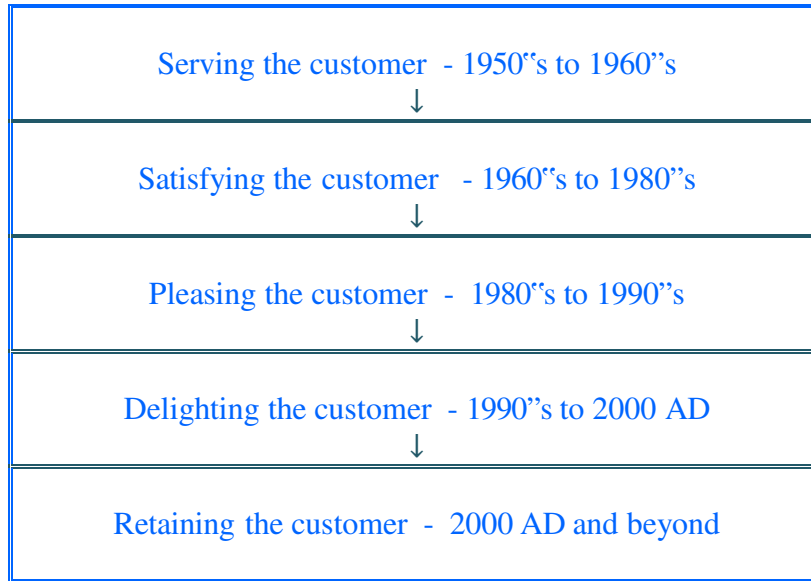 Serving the customer - 1950‟s to 1960”s
↓
Satisfying the customer - 1960‟s to 1980”s
↓
Pleasing the customer - 1980‟s to 1990”s
↓
Delighting the customer - 1990”s to 2000 AD
↓
Retaining the customer - 2000 AD and beyond